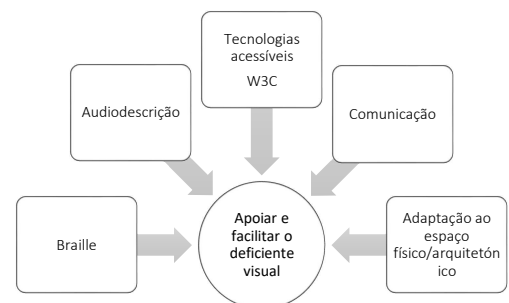 Tecnologias
acessíveis
W3C
Audiodescrição
Comunicação
Braille
Apoiar e
facilitar o
deficiente
visual
Adaptação ao
espaço
físico/arquitetón
ico